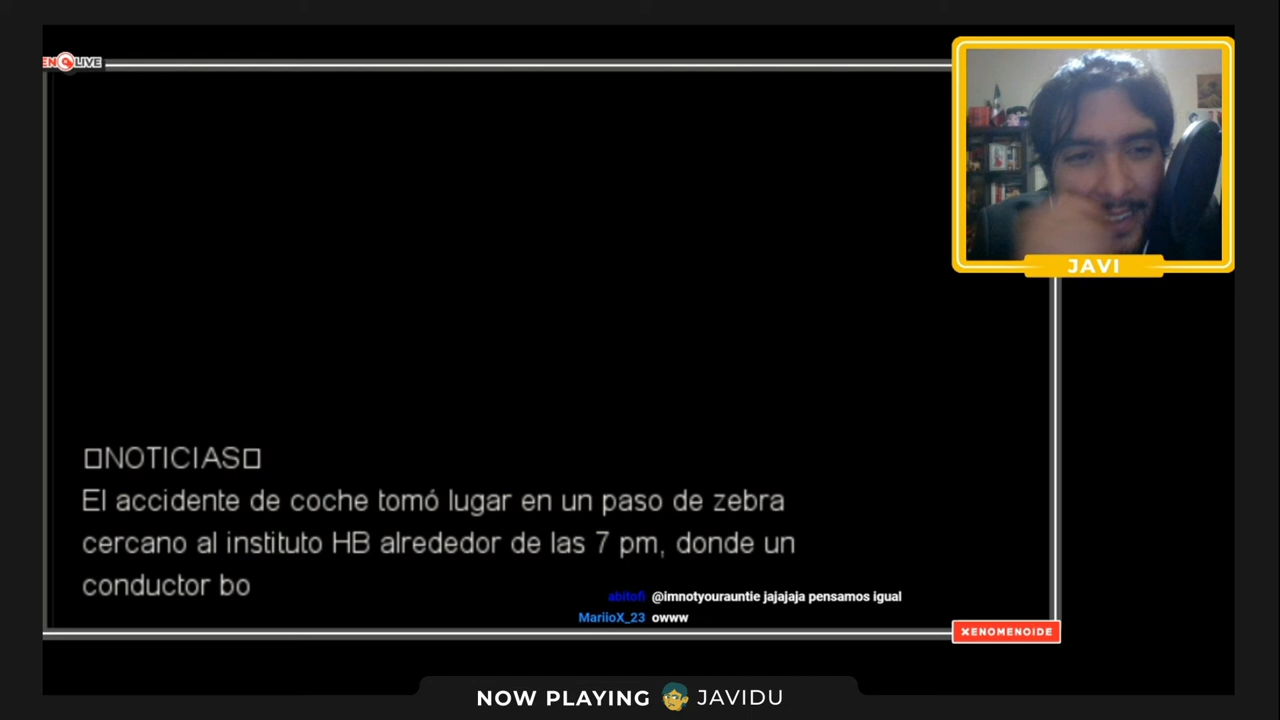 EN LIVE
JAVI
□NOTICIAS□
El accidente de coche tomó lugar en un paso de zebra
cercano al instituto HB alrededor de las 7 pm, donde un
conductor bo
abitofi @imnotyourauntie jajajaja pensamos igual
MariioX_23 owww
XENOMENOIDE
NOW PLAYING JAVIDU